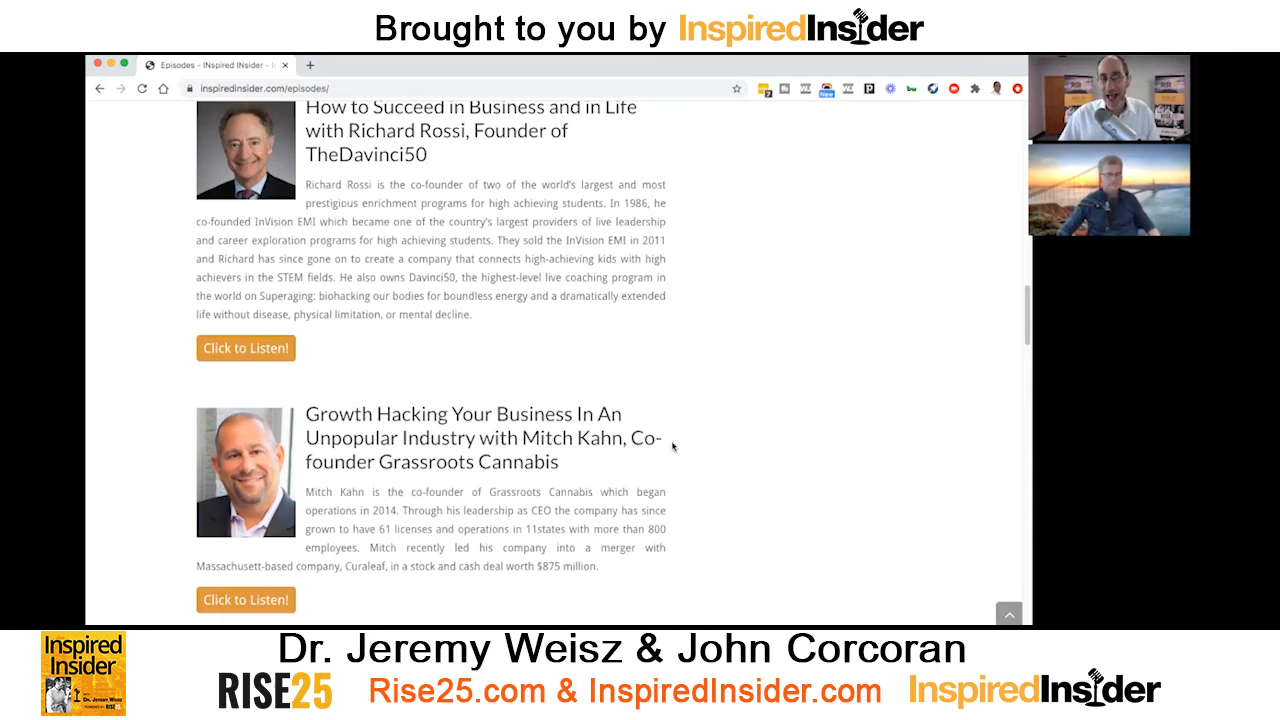 Brought to you by InspiredInsider
Episodes - INspired INsider - I
inspiredinsider.com/episodes/
How to Succeed in Business and in Life
with Richard Rossi, Founder of
TheDavinci50
Richard Rossi is the co-founder of two of the world's largest and most
prestigious enrichment programs for high achieving students. In 1986, he
co-founded InVision EMI which became one of the country's largest providers of live leadership
and career exploration programs for high achieving students. They sold the InVision EMI in 2011
and Richard has since gone on to create a company that connects high-achieving kids with high
achievers in the STEM fields. He also owns Davinci50, the highest-level live coaching program in
the world on Superaging: biohacking our bodies for boundless energy and a dramatically extended
life without disease, physical limitation, or mental decline.
Click to Listen!
Growth Hacking Your Business In An
Unpopular Industry with Mitch Kahn, Co-
founder Grassroots Cannabis
Mitch Kahn is the co-founder of Grassroots Cannabis which began
operations in 2014. Through his leadership as CEO the company has since
grown to have 61 licenses and operations in 11states with more than 800
employees. Mitch recently led his company into a merger with
Massachusett-based company, Curaleaf, in a stock and cash deal worth $875 million.
Click to Listen!
Inspired
Insider
Dr. Jeremy Weisz
Dr. Jeremy Weisz & John Corcoran
RISE25 Rise25.com & InspiredInsider.com InspiredInsider